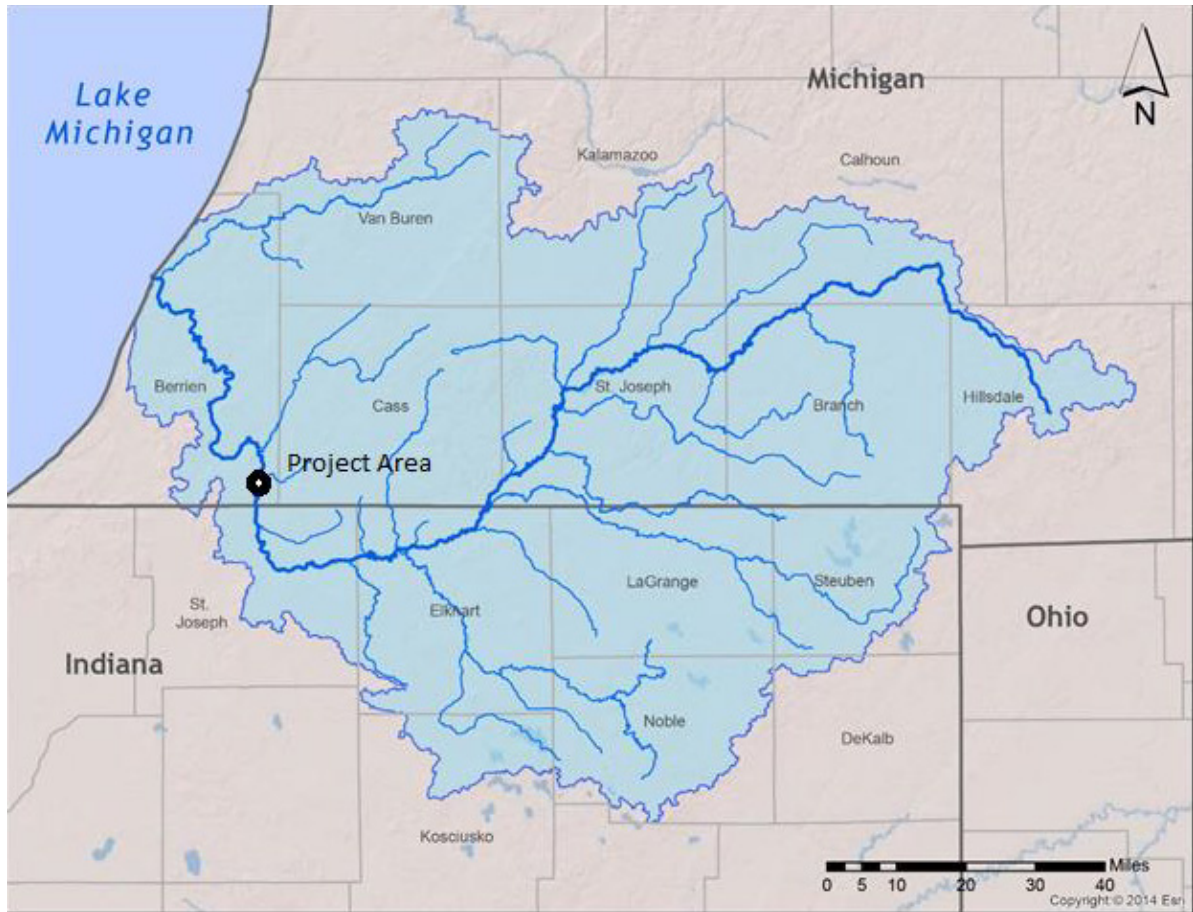 Lake
Michigan
Michigan
N
Kalamazoo
Calhoun
Van Buren
Berrien
Cass
St. Joseph
Branch
Hillsdale
Project Area
St.
Joseph
Elkhart
LaGrange
Steuben
Indiana
Ohio
Noble
DeKalb
Kosciusko
Miles
0 5 10 20 30 40
Copyright:© 2014 Esri